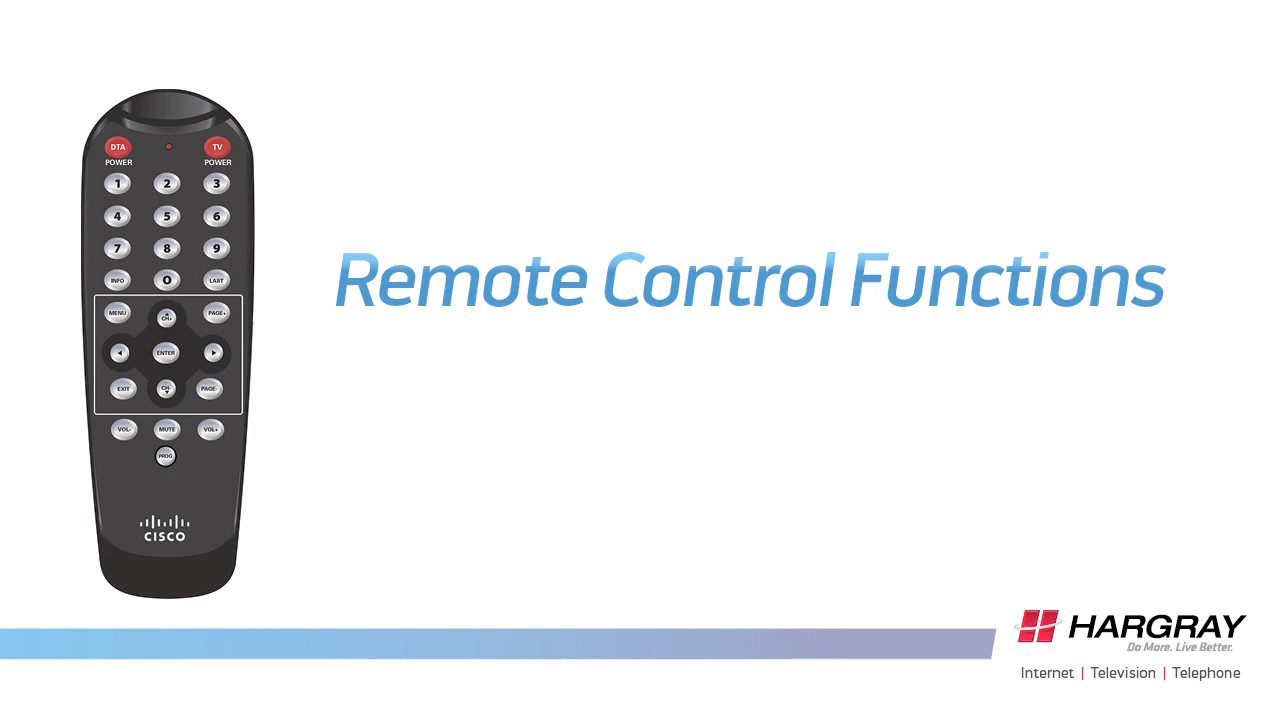 DTA
TV
POWER
POWER
1 2 3
4 5 6
7 8 9
INFO 0 LAST
MENU CH+ PAGE+
ENTER
EXIT CH- PAGE-
VOL- MUTE VOL+
PROG
CISCO
Remote Control Functions
HARGRAY
Do More. Live Better.
Internet | Television | Telephone